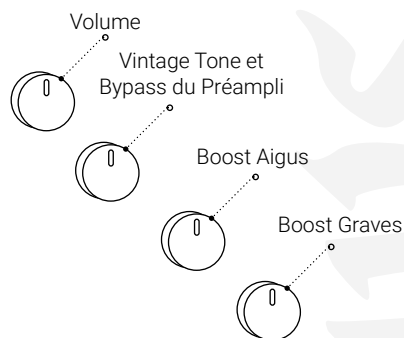 Volume
Vintage Tone et
Bypass du Préampli
Boost Aigus
Boost Graves